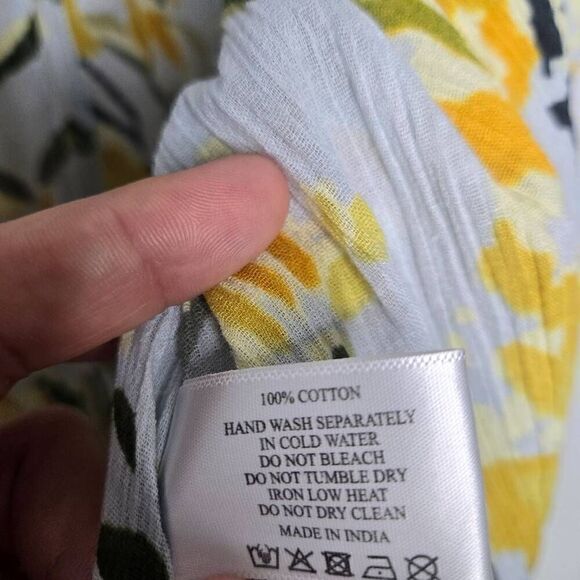 100% COTTON
HAND WASH SEPARATELY
IN COLD WATER
DO NOT BLEACH
DO NOT TUMBLE DRY
IRON LOW HEAT
DO NOT DRY CLEAN
MADE IN INDIA